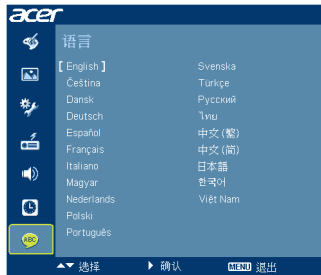 acer
语言
[ English ]
Čeština
Dansk
Deutsch
Español
Français
Italiano
Magyar
Nederlands
Polski
Português
Svenska
Türkçe
Русский
ไทย
中文 (繁)
中文 (简)
日本語
한국어
Việt Nam
ABC
▲▼ 选择 ▶ 确认 MENU 退出